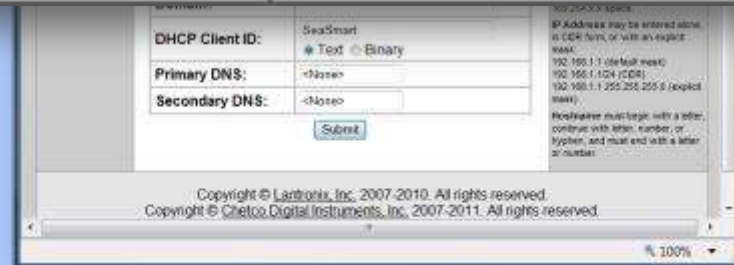 Domain:
DHCP Client ID:
SeaSmart
Text Binary
Primary DNS:
<None>
Secondary DNS:
<None>
Submit
169.254.X.X space.
IP Address may be entered alone,
in CIDR form, or with an explicit
mask:
192.168.1.1 (default mask)
192.168.1.1/24 (CIDR)
192.168.1.1 255.255.255.0 (explicit
mask)
Hostname must begin with a letter,
continue with letter, number, or
hyphen, and must end with a letter
or number.
Copyright © Lantronix, Inc. 2007-2010. All rights reserved.
Copyright © Chetco Digital Instruments, Inc. 2007-2011. All rights reserved.
100%